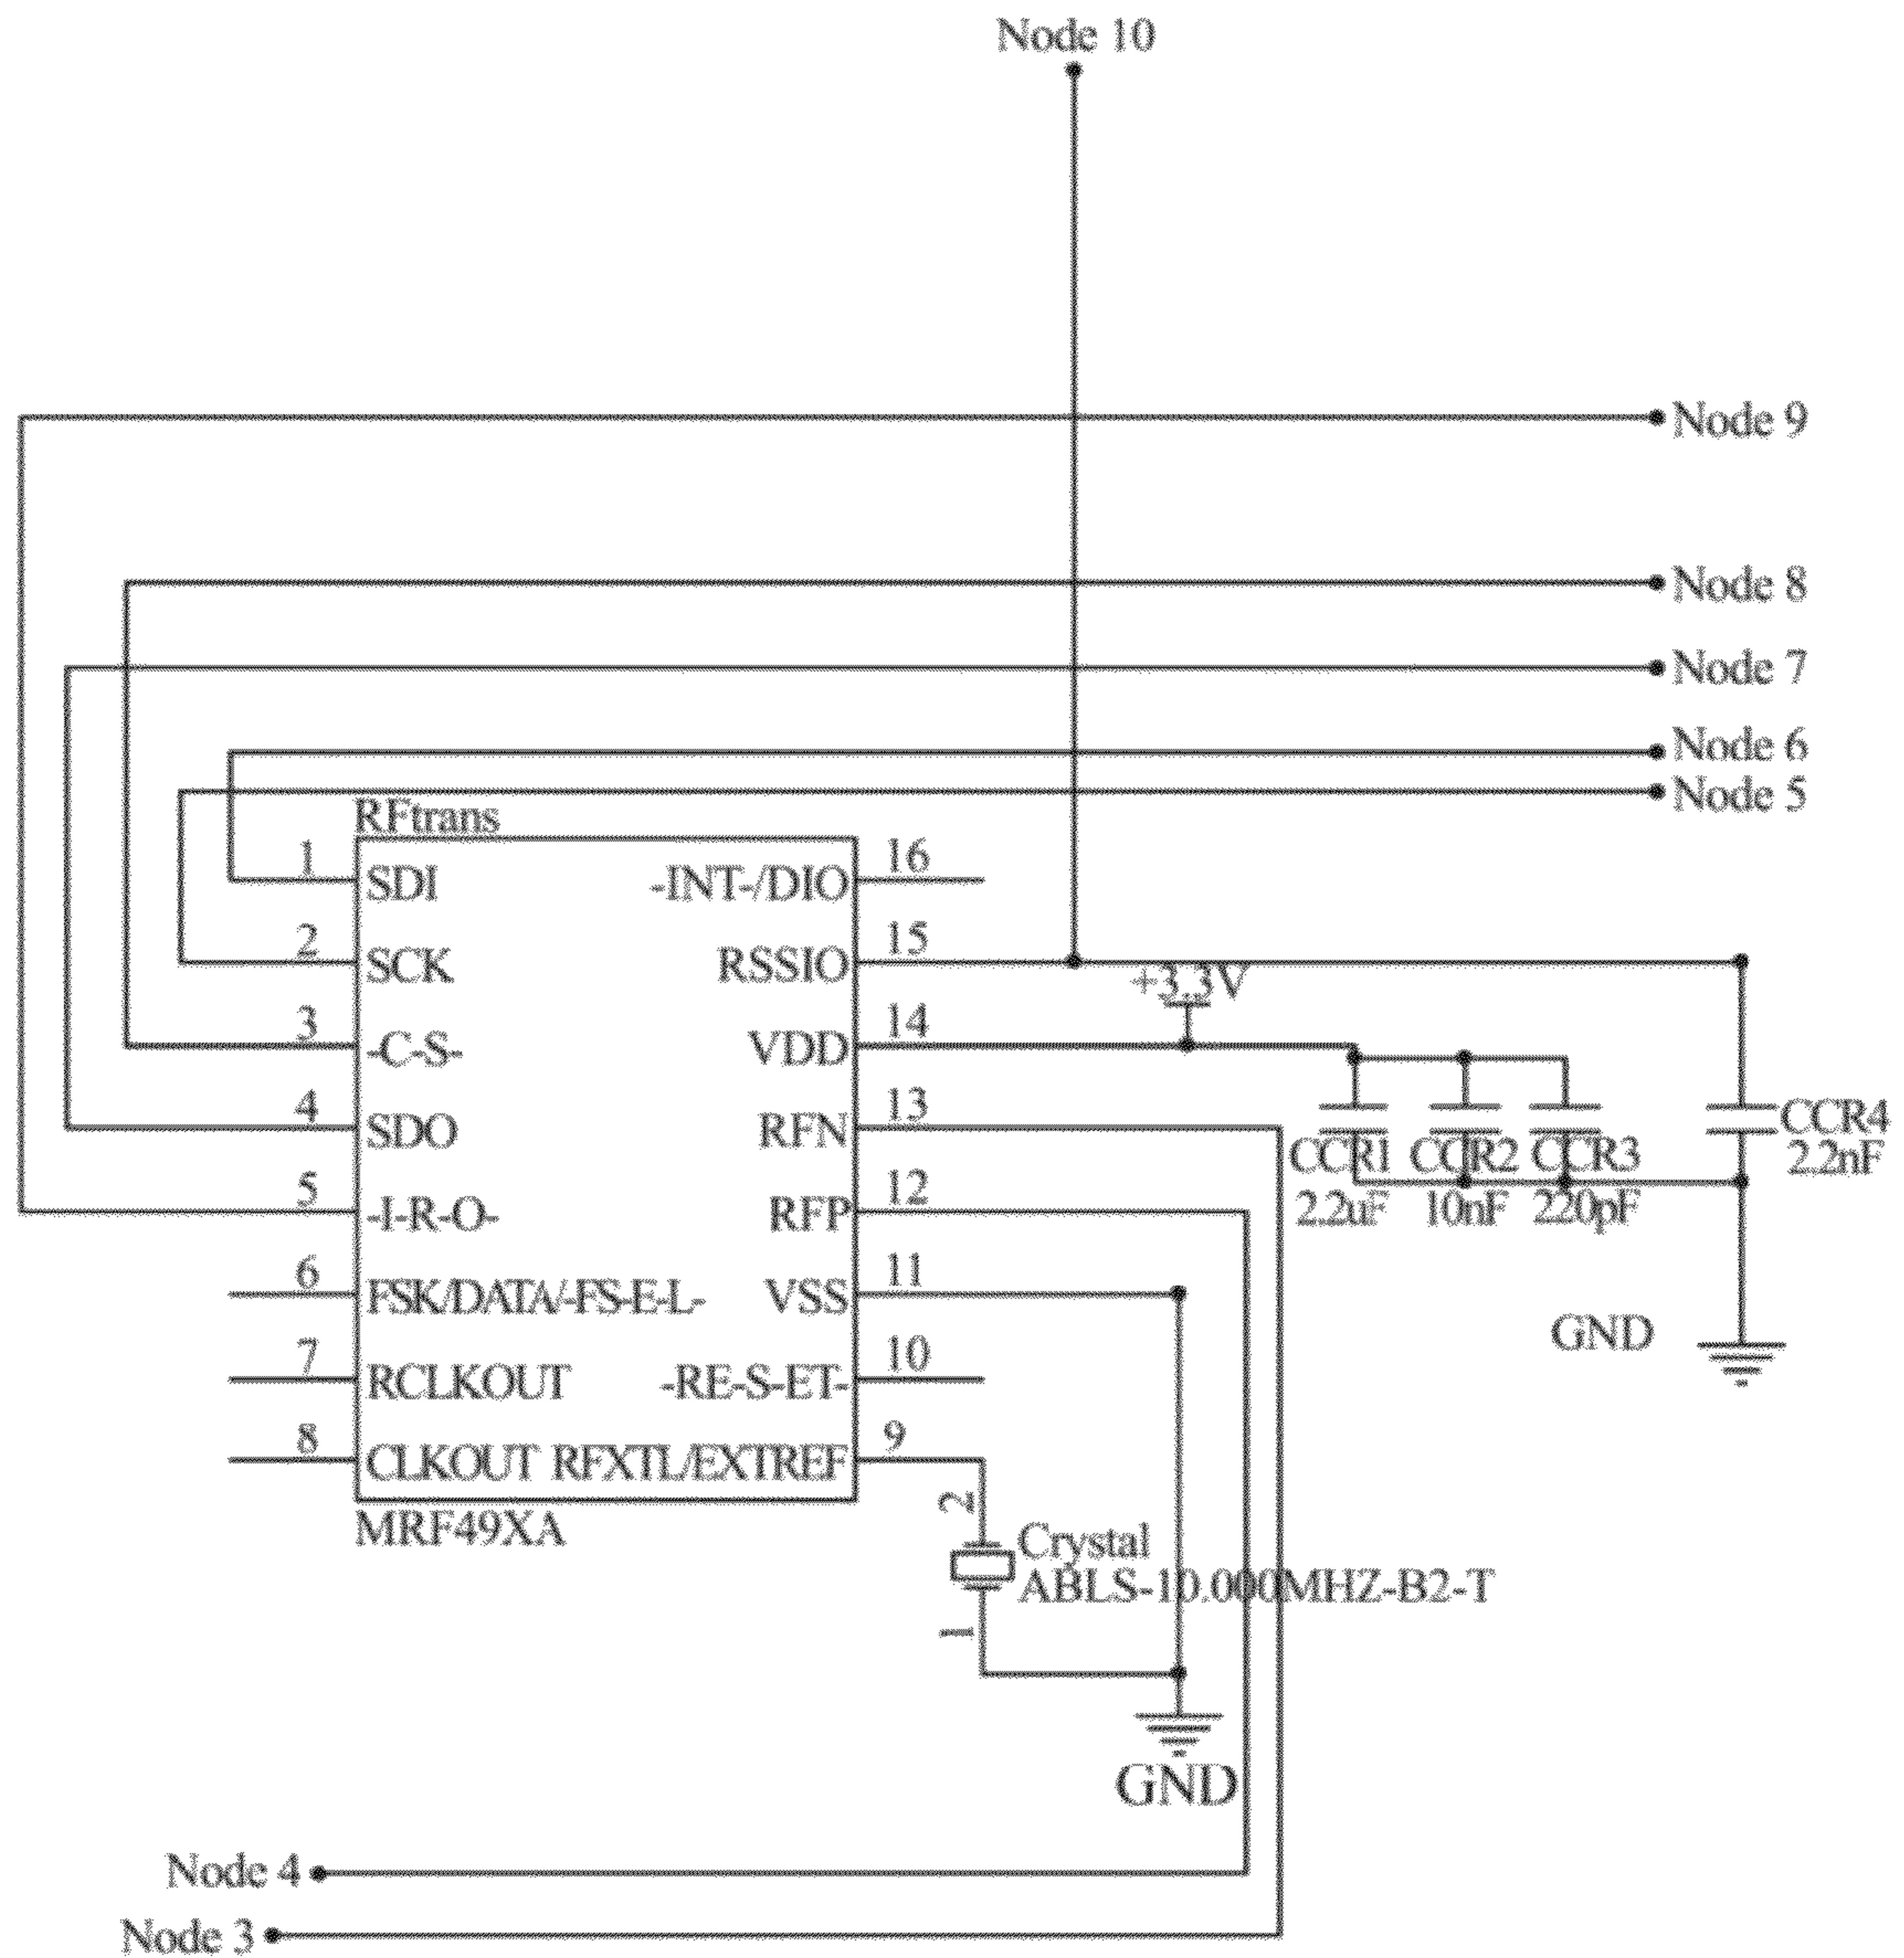 Node 10
Node 9
Node 8
Node 7
Node 6
Node 5
RFtrans
1 SDI -INT-/DIO 16
2 SCK RSSIO 15
+3.3V
3 -C-S- VDD 14
4 SDO RFN 13
CCR1 CCR2 CCR3 CCR4
2.2uF 10nF 220pF 2.2nF
5 -I-R-O- RFP 12
6 FSK/DATA/-FS-E-L- VSS 11
GND
7 RCLKOUT -RE-S-ET- 10
8 CLKOUT RFXTL/EXTREF 9
MRF49XA
2
Crystal
ABLS-10.000MHZ-B2-T
1
GND
Node 4
Node 3